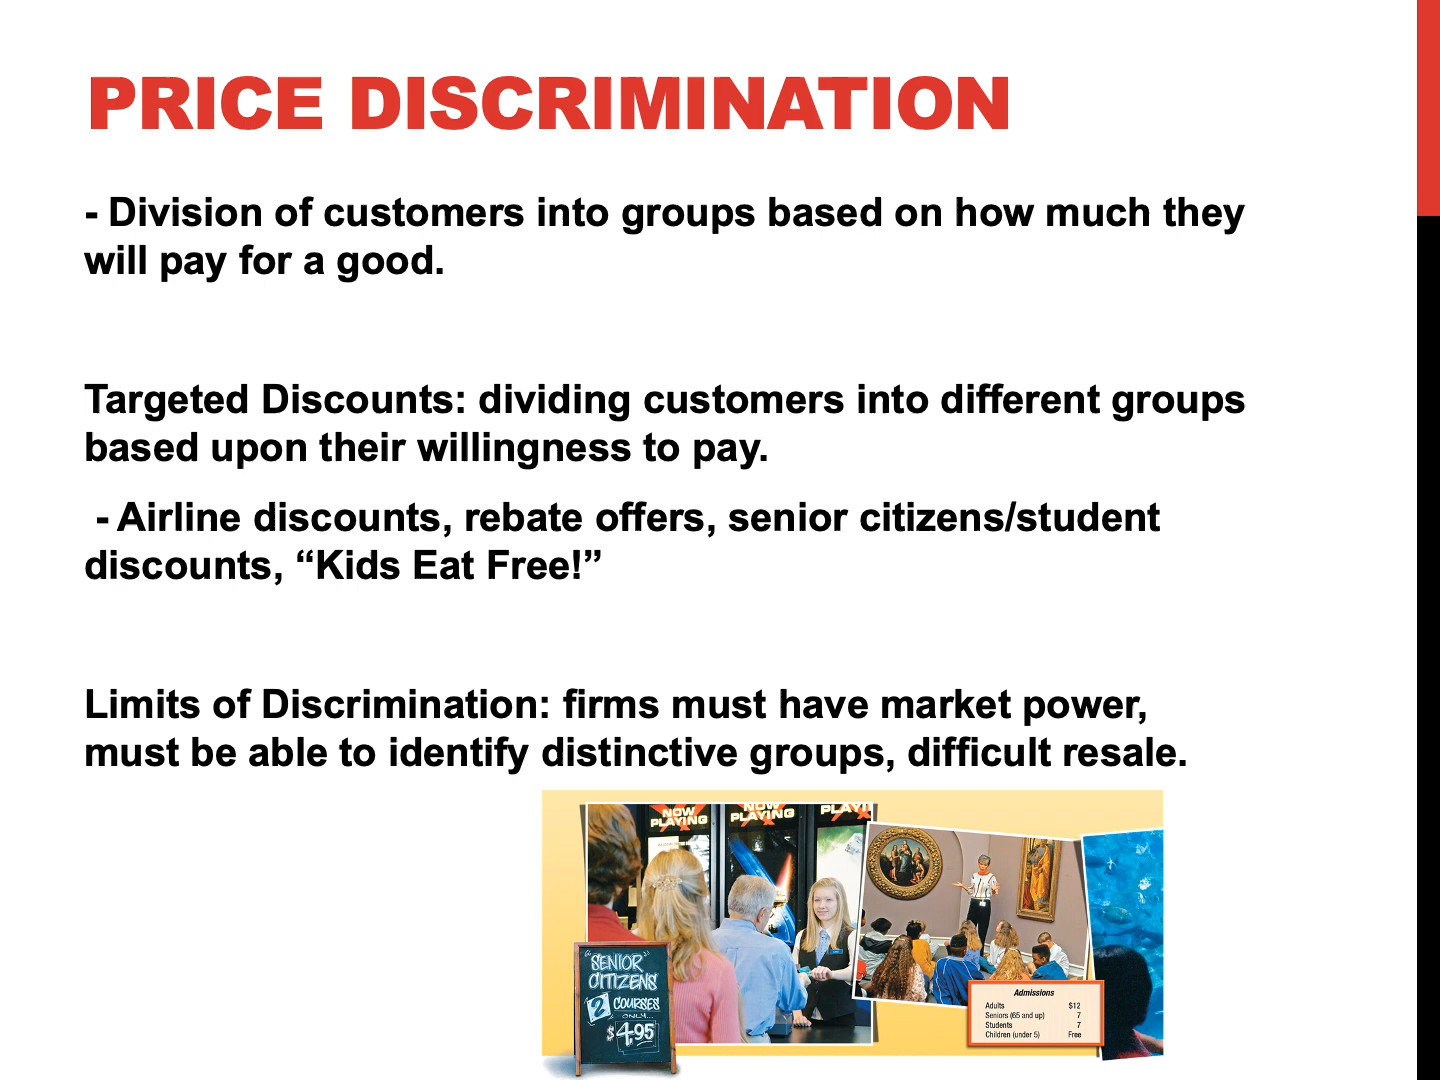 PRICE DISCRIMINATION
- Division of customers into groups based on how much they
will pay for a good.
Targeted Discounts: dividing customers into different groups
based upon their willingness to pay.
- Airline discounts, rebate offers, senior citizens/student
discounts, “Kids Eat Free!”
Limits of Discrimination: firms must have market power,
must be able to identify distinctive groups, difficult resale.
NOW
PLAYING
NOW
PLAYING
PLAYI
"SENIOR"
CITIZENS
2 COURSES
ONLY...
$4.95
Admissions
Adults $12
Seniors (65 and up) 7
Students 7
Children (under 5) Free